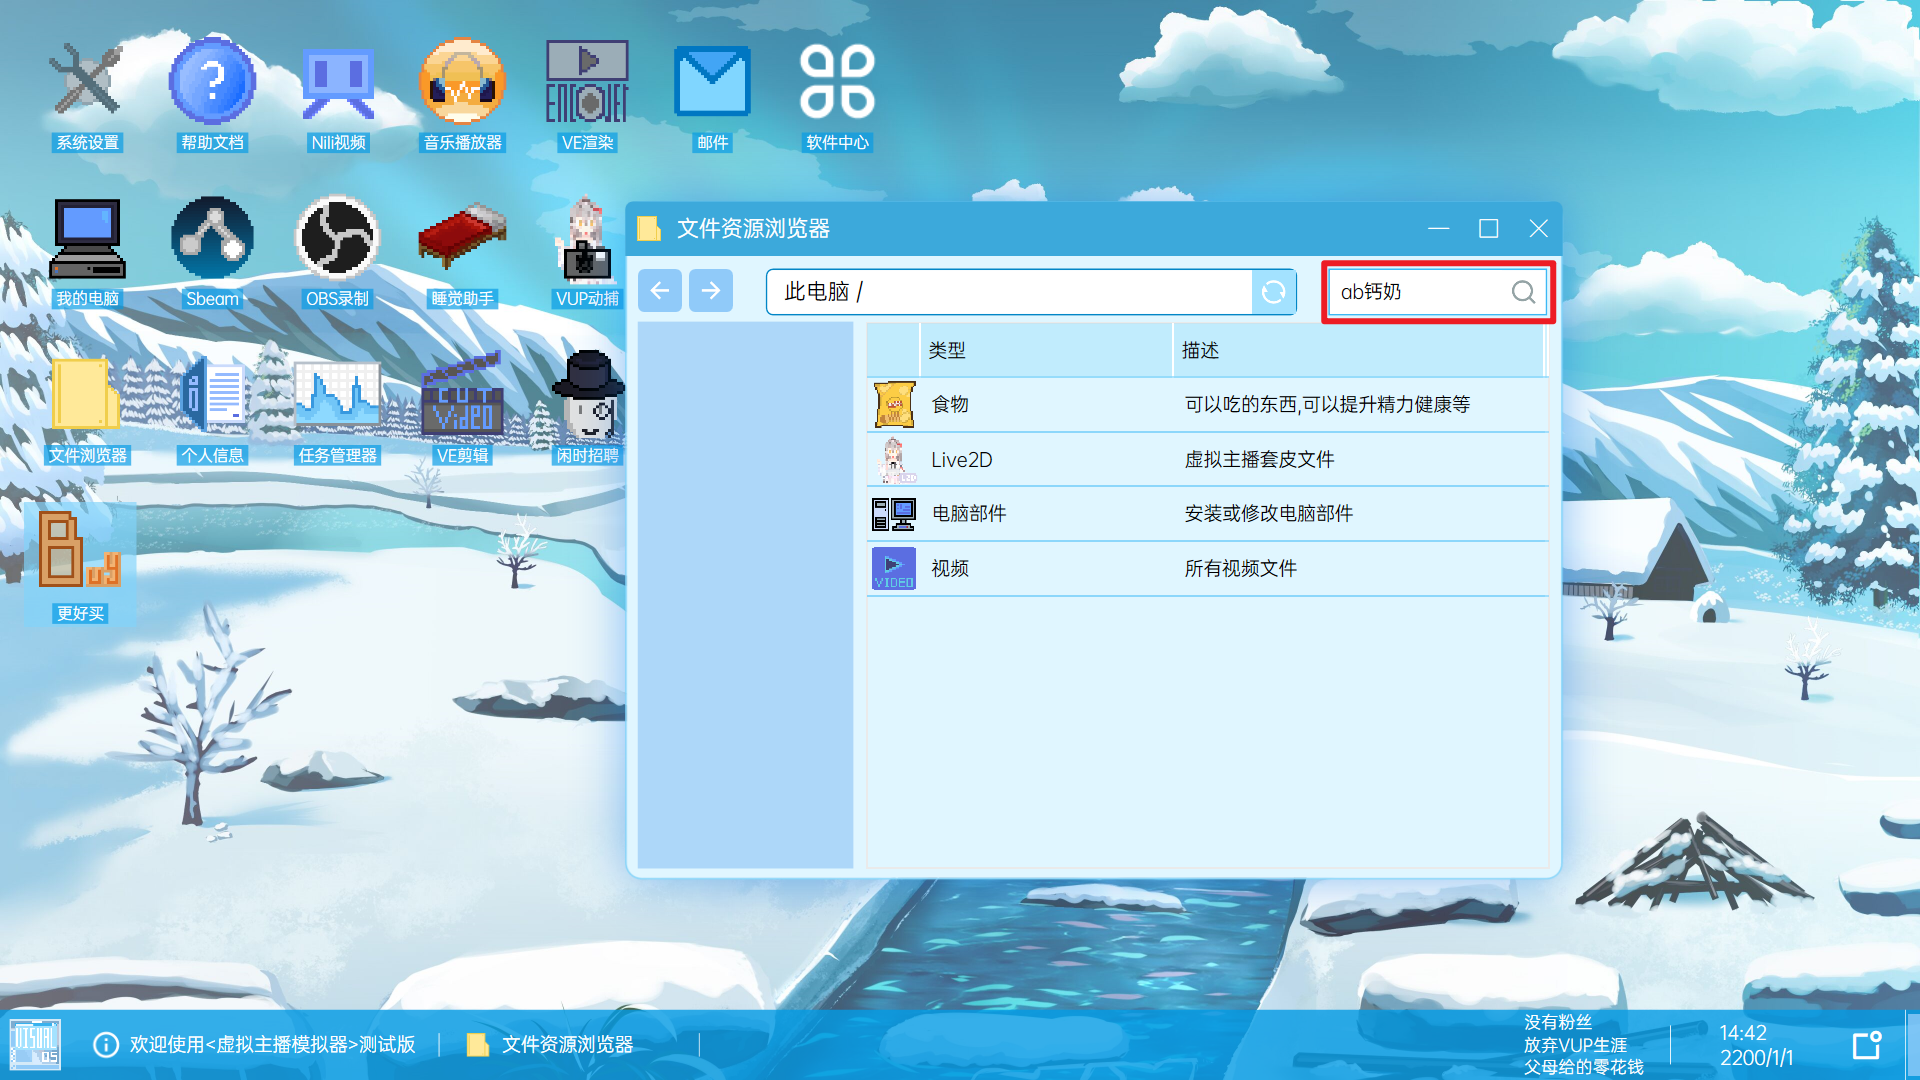 系统设置
帮助文档
Nili视频
音乐播放器
VE渲染
邮件
软件中心
我的电脑
Sbeam
OBS录制
睡觉助手
VUP动捕
CUT
Video
文件浏览器
个人信息
任务管理器
VE剪辑
闲时招聘
Buy
更好买
文件资源浏览器
此电脑 /
ab钙奶
类型
描述
食物
可以吃的东西,可以提升精力健康等
Live2D
虚拟主播套皮文件
电脑部件
安装或修改电脑部件
VIDEO
视频
所有视频文件
欢迎使用<虚拟主播模拟器>测试版
文件资源浏览器
没有粉丝
放弃VUP生涯
父母给的零花钱
14:42
2200/1/1